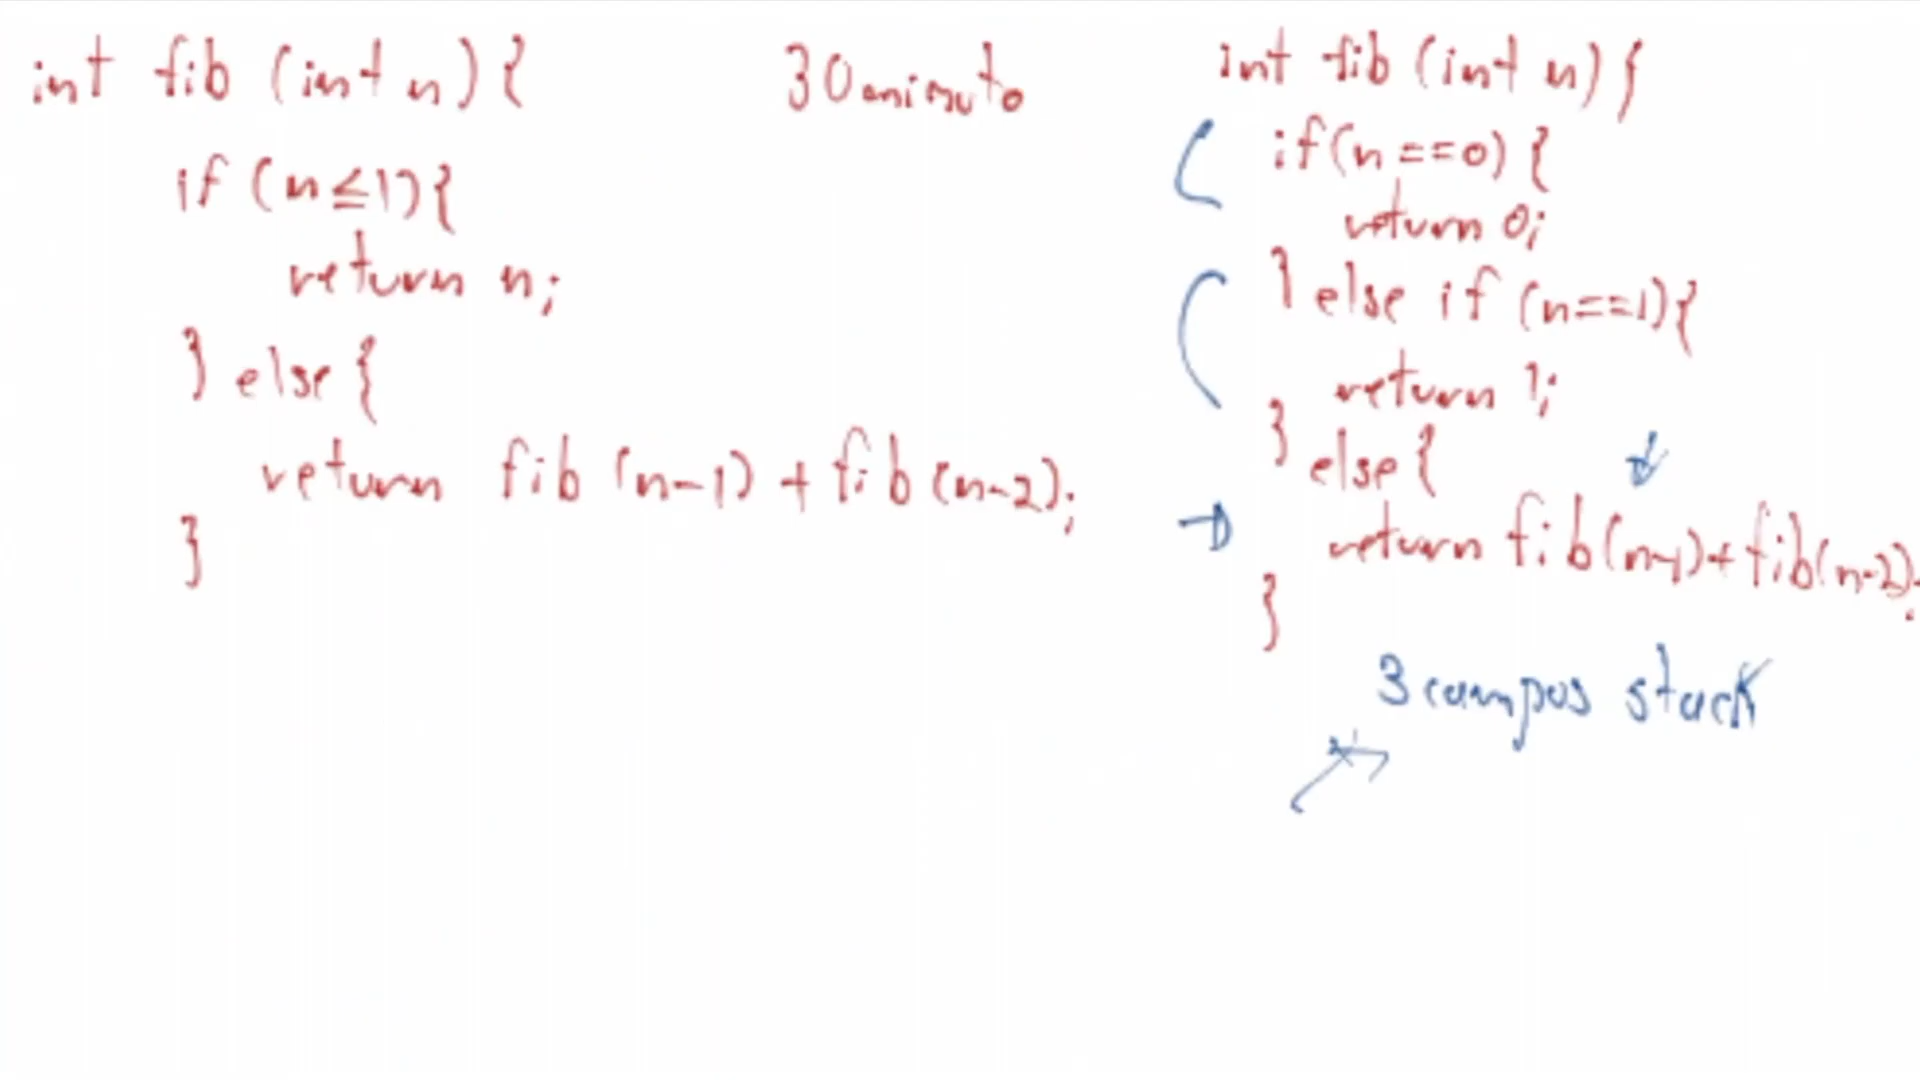 int fib (int n) {
if (n ≤ 1) {
return n;
} else {
return fib (n-1) + fib (n-2);
}
30 minuto
int fib (int n) {
if (n == 0) {
return 0;
} else if (n == 1) {
return 1;
} else {
return fib(n-1) + fib(n-2);
}
3 campos stack